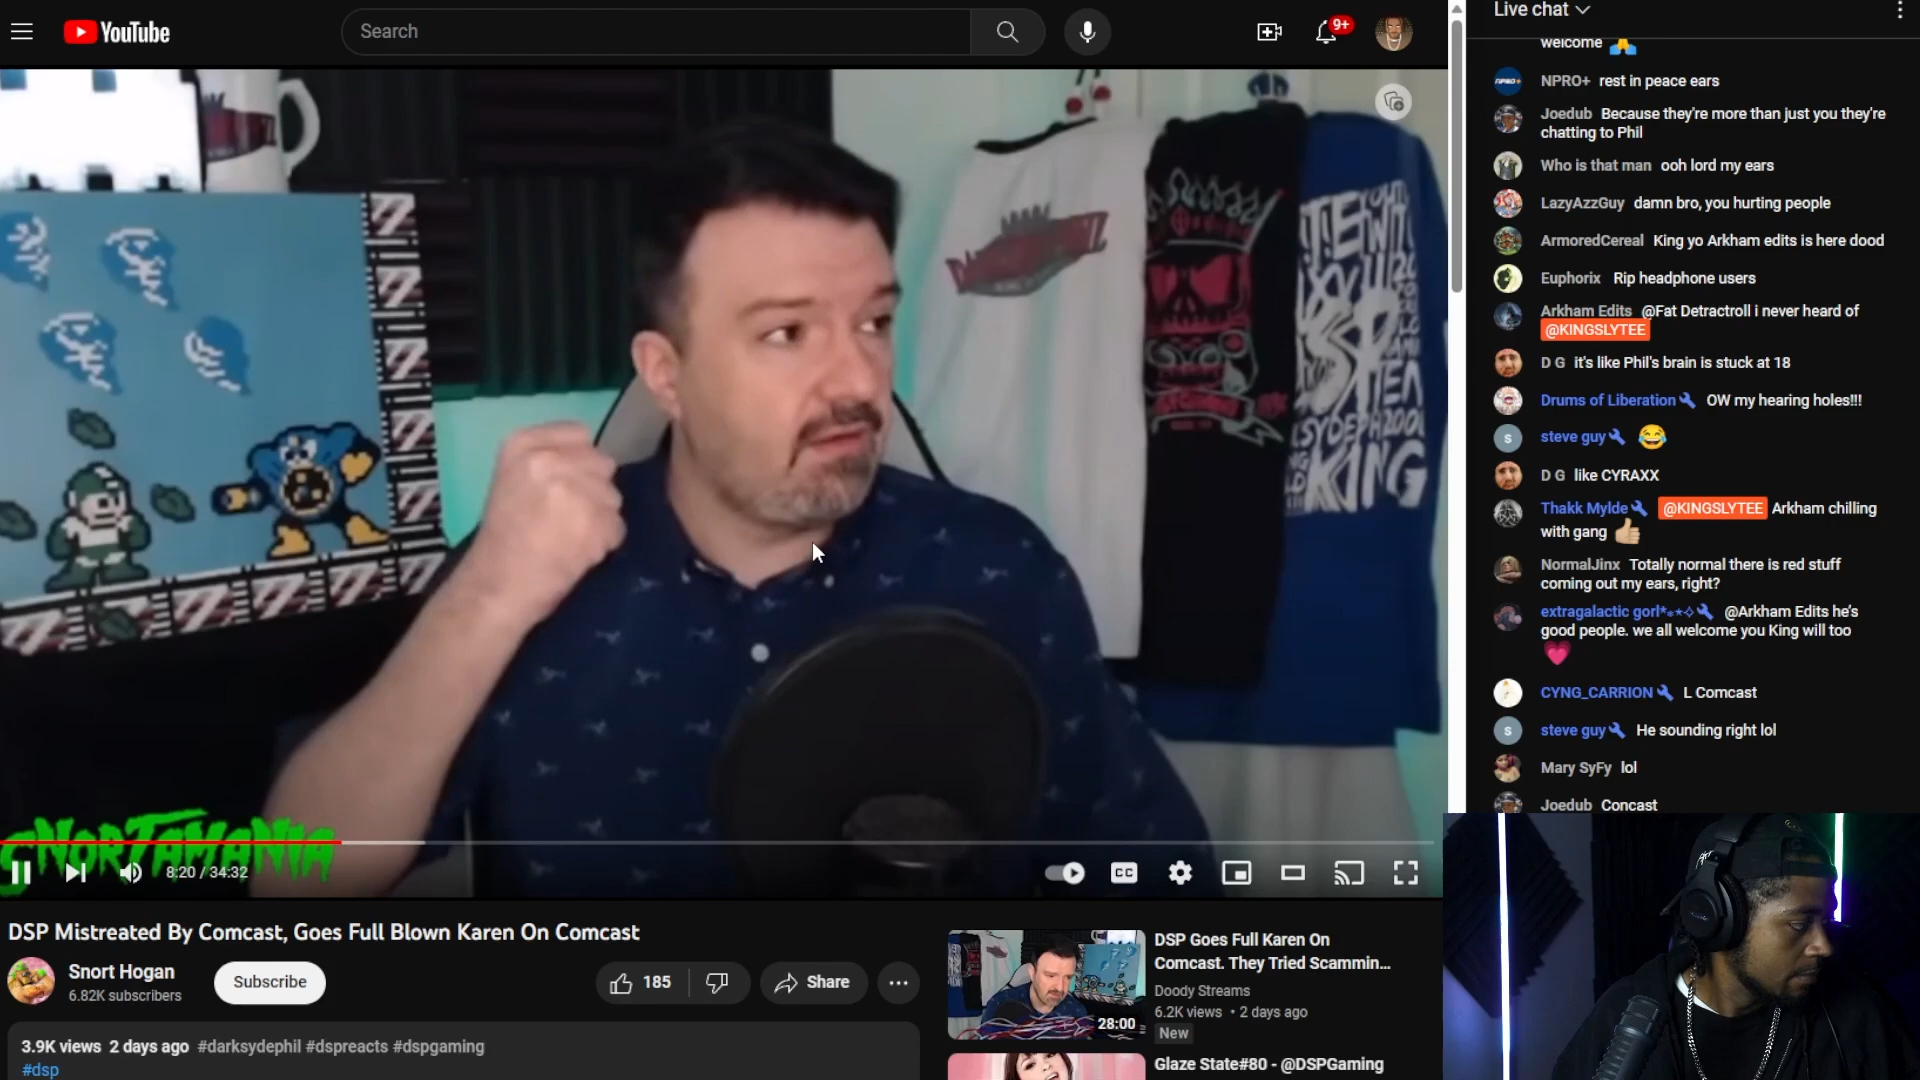 YouTube
Search
9+
Live chat
welcome
NPRO+ rest in peace ears
Joedub Because they're more than just you they're
chatting to Phil
Who is that man ooh lord my ears
LazyAzzGuy damn bro, you hurting people
ArmoredCereal King yo Arkham edits is here dood
Euphorix Rip headphone users
Arkham Edits @Fat Detractroll i never heard of
@KINGSLYTEE
D G it's like Phil's brain is stuck at 18
Drums of Liberation OW my hearing holes!!!
S steve guy
D G like CYRAXX
Thakk Mylde @KINGSLYTEE Arkham chilling
with gang
NormalJinx Totally normal there is red stuff
coming out my ears, right?
extragalactic gorl*⁎⋆✧ @Arkham Edits he's
good people. we all welcome you King will too
CYNG_CARRION L Comcast
S steve guy He sounding right lol
Mary SyFy lol
Joedub Concast
KING
SNORTAMANIA
8:20 / 34:32
CC
DSP Mistreated By Comcast, Goes Full Blown Karen On Comcast
Snort Hogan
6.82K subscribers
Subscribe
185
Share
3.9K views 2 days ago #darksydephil #dspreacts #dspgaming
#dsp
28:00
DSP Goes Full Karen On
Comcast. They Tried Scammin...
Doody Streams
6.2K views • 2 days ago
New
Glaze State#80 - @DSPGaming